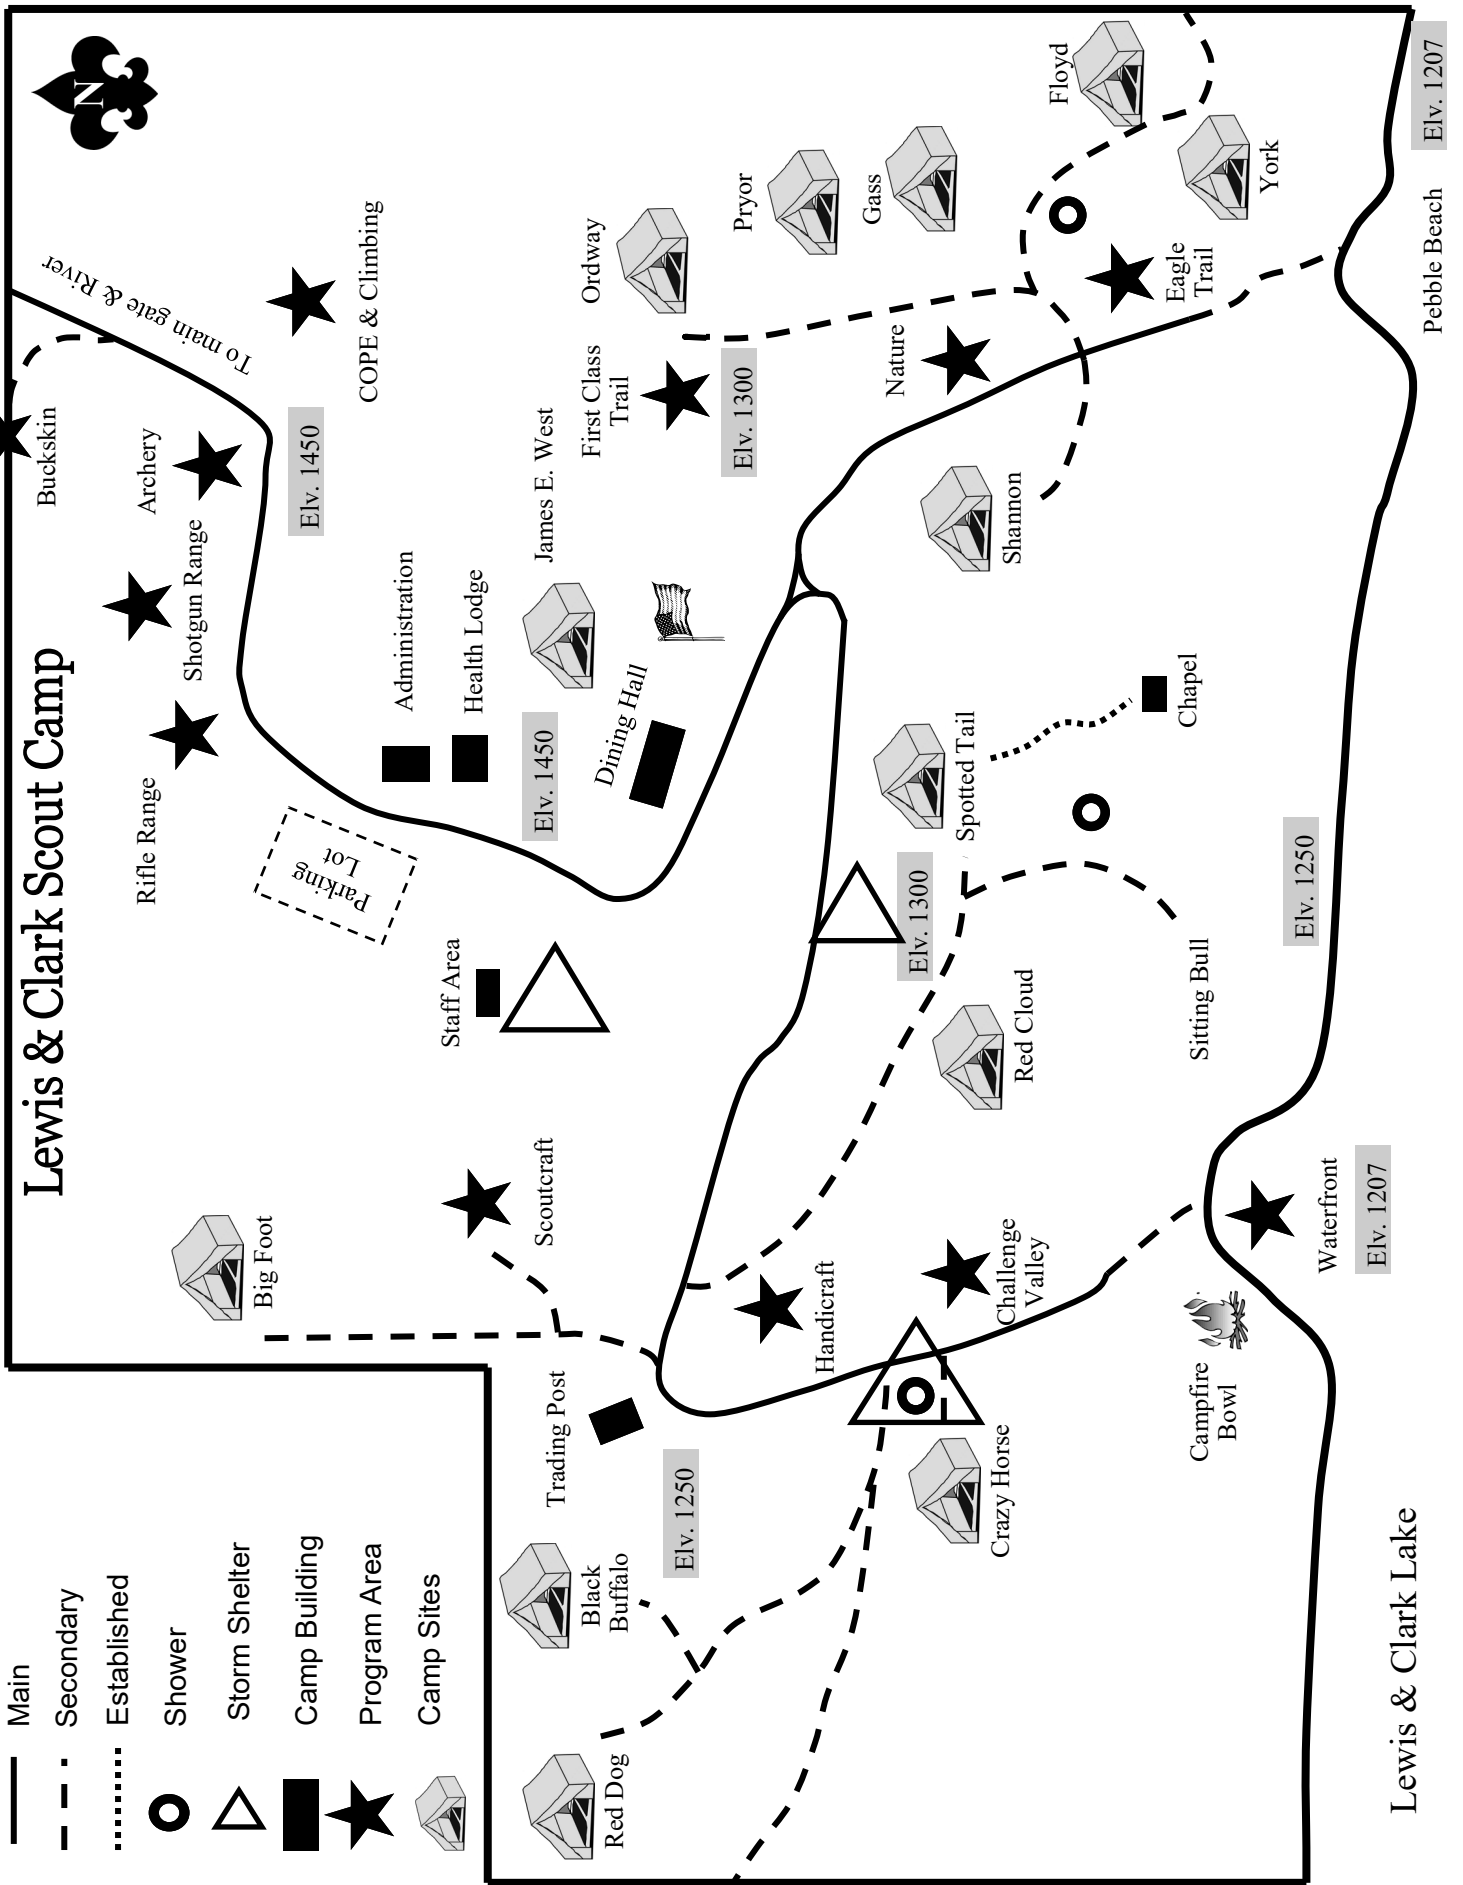 Lewis & Clark Scout Camp
N
Main
Secondary
Established
Shower
Storm Shelter
Camp Building
Program Area
Camp Sites
Big Foot
Rifle Range
Shotgun Range
Archery
Buckskin
To main gate & River
COPE & Climbing
Elv. 1450
Parking
Lot
Administration
Health Lodge
Staff Area
Scoutcraft
Elv. 1450
James E. West
Dining Hall
First Class
Trail
Ordway
Elv. 1300
Pryor
Gass
Floyd
York
Nature
Eagle
Trail
Shannon
Trading Post
Elv. 1250
Black
Buffalo
Red Dog
Handicraft
Challenge
Valley
Crazy Horse
Elv. 1300
Spotted Tail
Red Cloud
Chapel
Sitting Bull
Elv. 1250
Campfire
Bowl
Waterfront
Elv. 1207
Pebble Beach
Elv. 1207
Lewis & Clark Lake